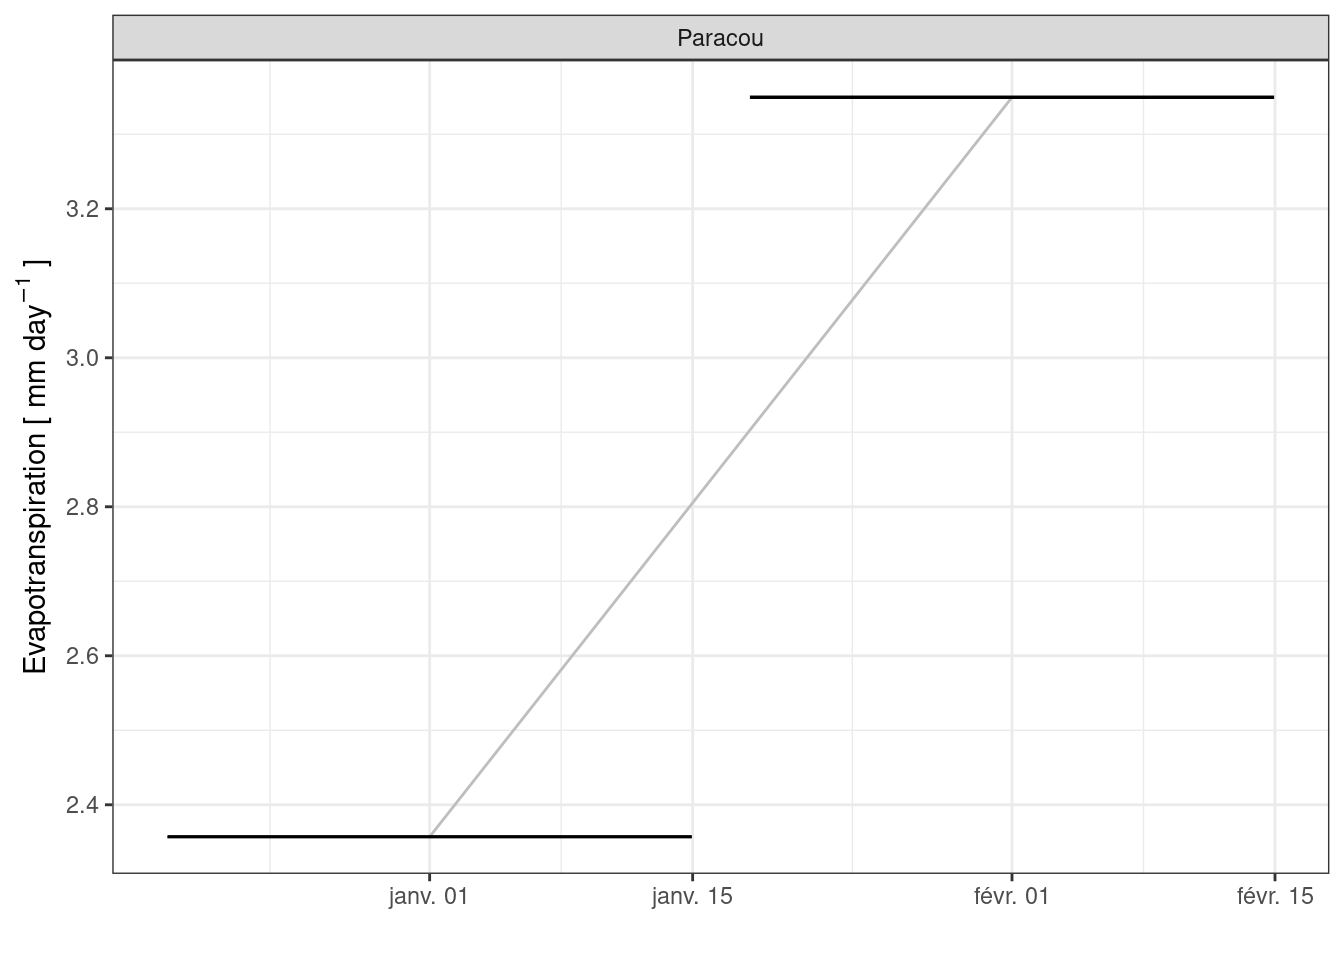 Paracou
Evapotranspiration [ mm day⁻¹ ]
3.2
3.0
2.8
2.6
2.4
janv. 01 janv. 15 févr. 01 févr. 15